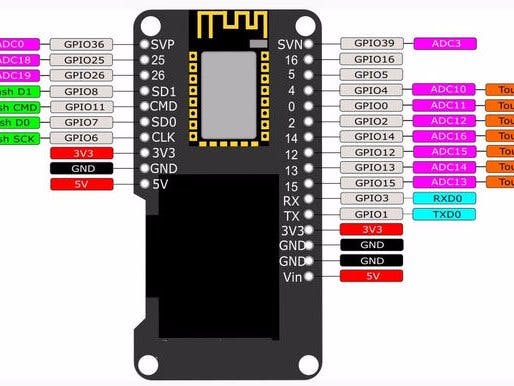 ADC0 GPIO36 SVP SVN GPIO39 ADC3
ADC18 GPIO25 25 16 GPIO16
ADC19 GPIO26 26 5 GPIO5
sh D1 GPIO8 SD1 4 GPIO4 ADC10 Tou
sh CMD GPIO11 CMD 0 GPIO0 ADC11 Tou
sh D0 GPIO7 SD0 2 GPIO2 ADC12 Tou
sh SCK GPIO6 CLK 14 GPIO14 ADC16 Tou
3V3 3V3 12 GPIO12 ADC15 Tou
GND GND 13 GPIO13 ADC14 Tou
5V 5V 15 GPIO15 ADC13 Tou
RX GPIO3 RXD0
TX GPIO1 TXD0
3V3 3V3
GND GND
GND GND
Vin 5V